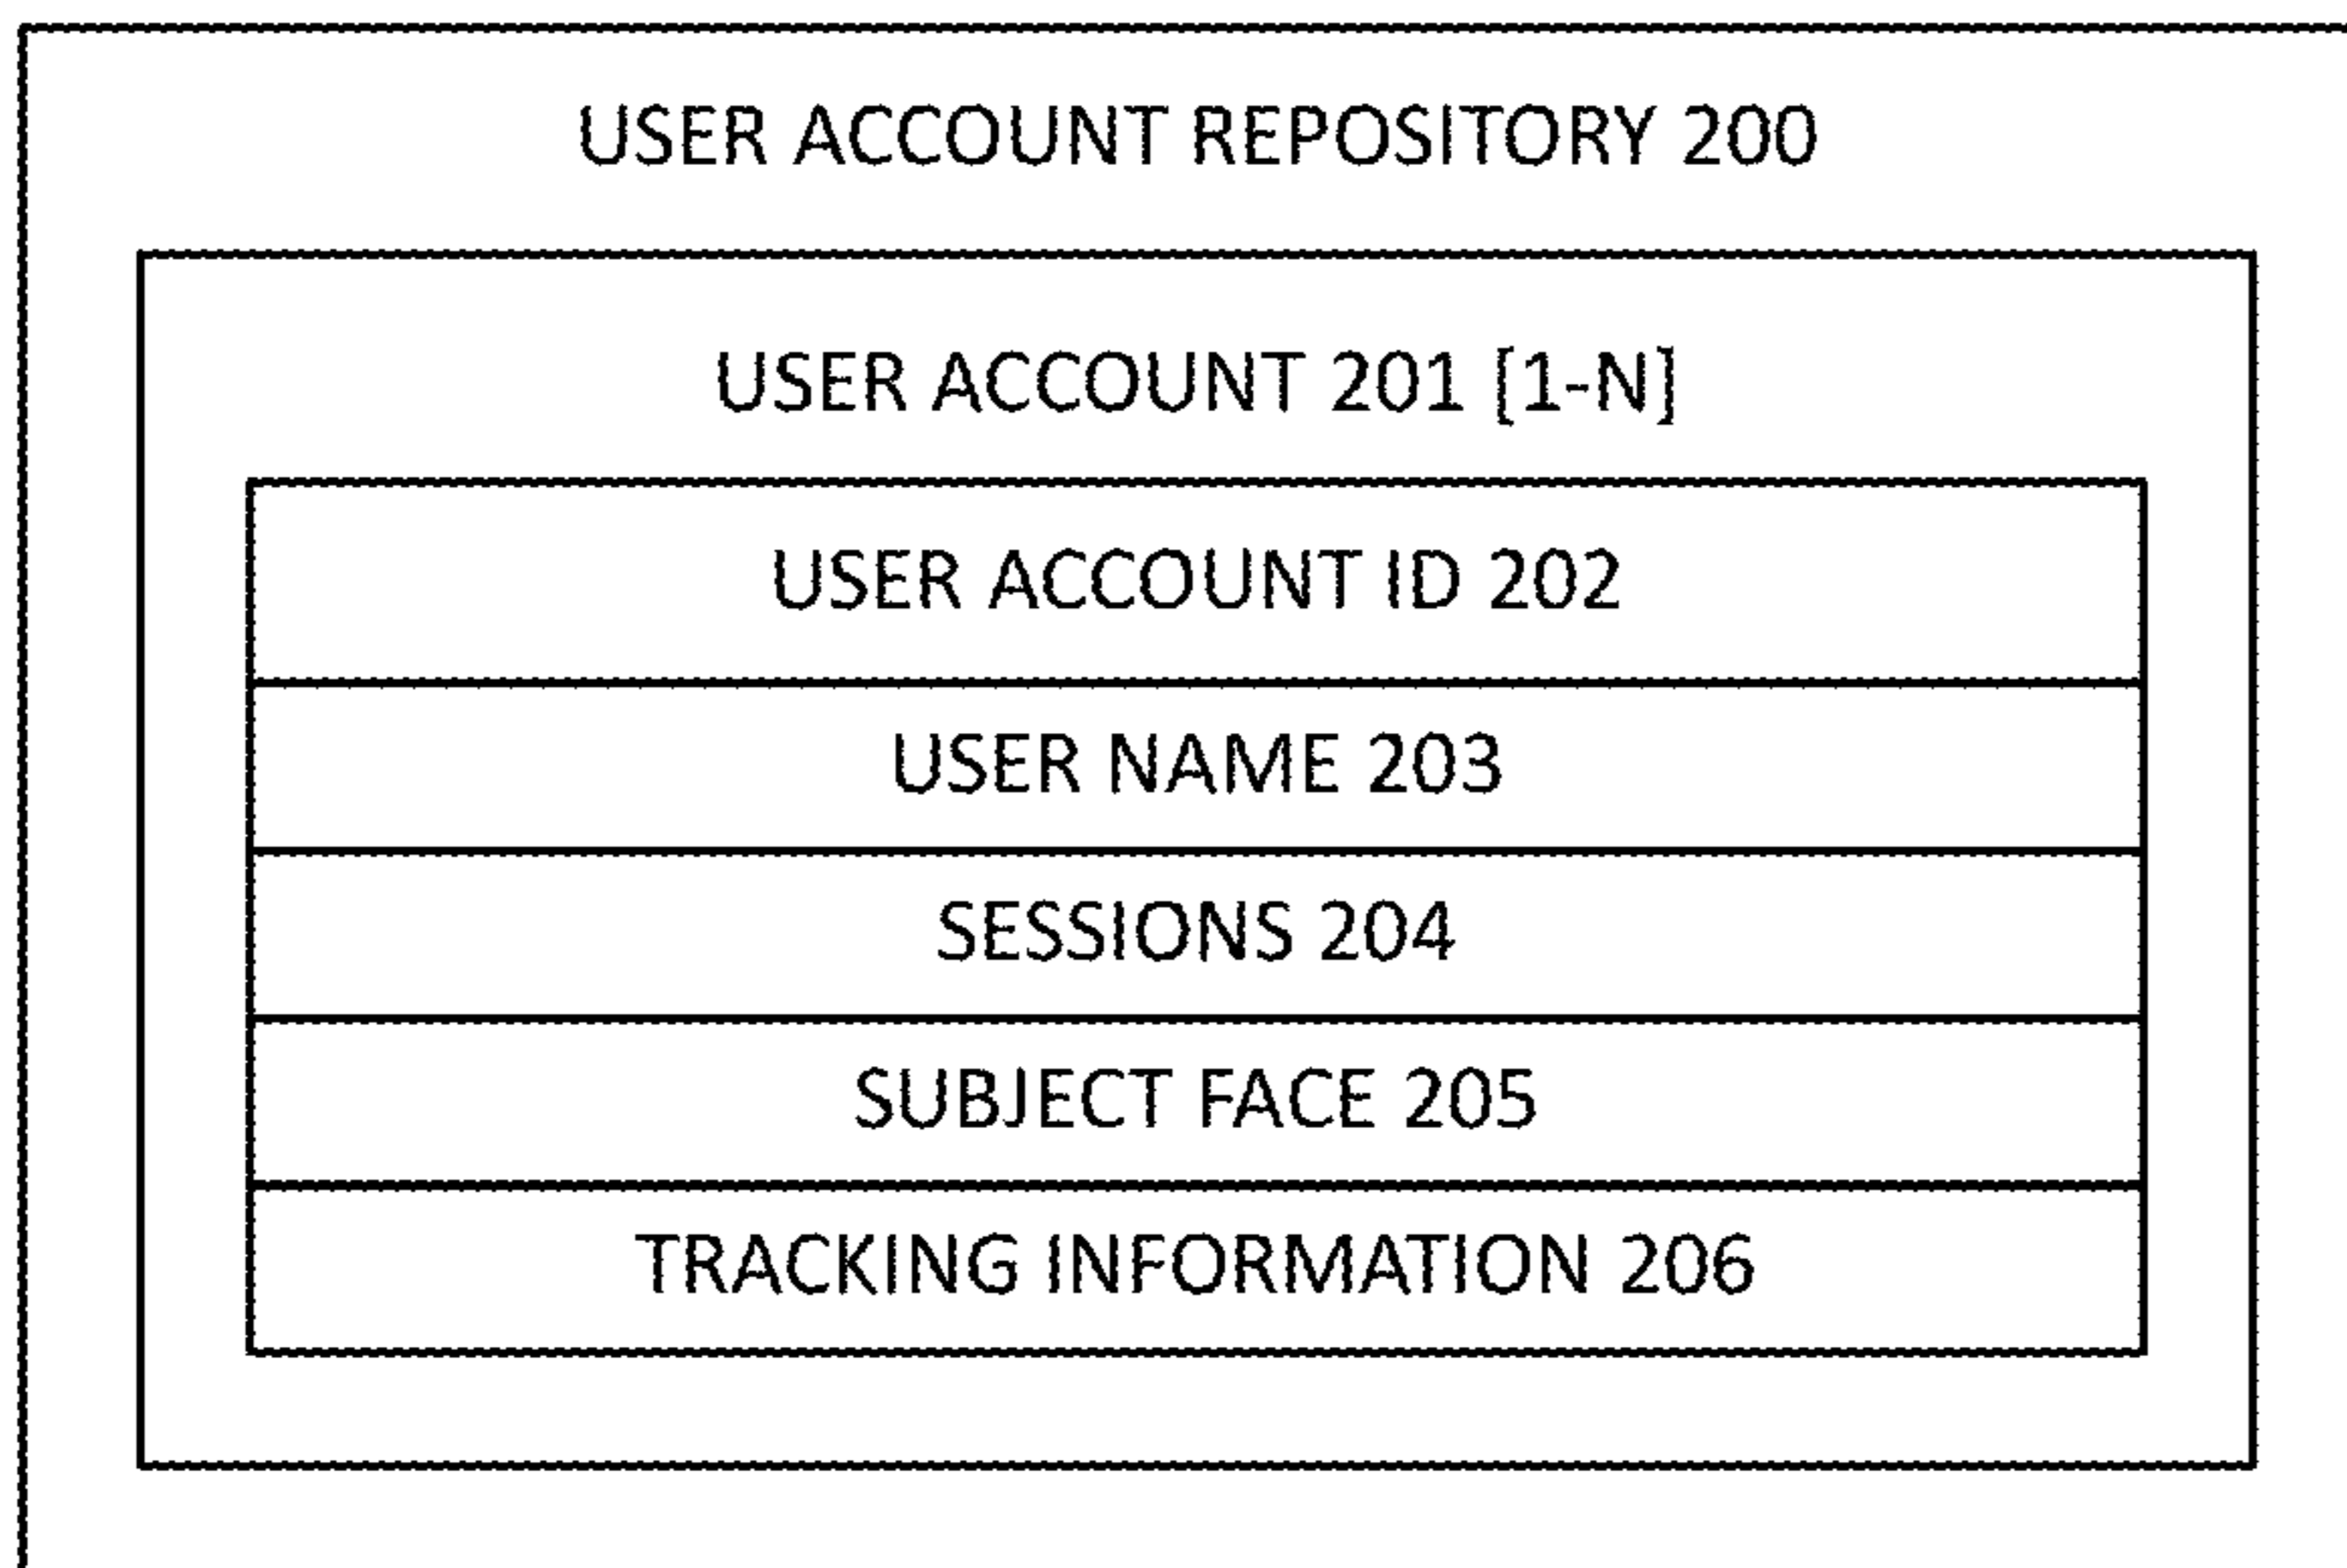 USER ACCOUNT REPOSITORY 200
USER ACCOUNT 201 [1-N]
USER ACCOUNT ID 202
USER NAME 203
SESSIONS 204
SUBJECT FACE 205
TRACKING INFORMATION 206